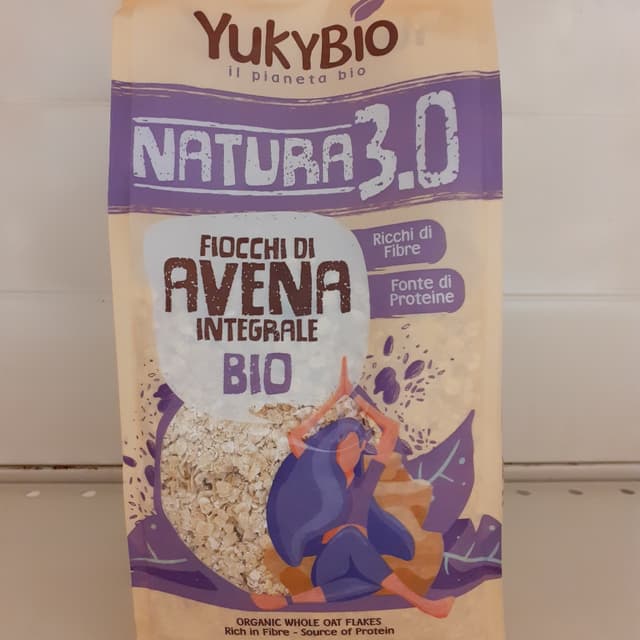 YUKYBIO
il pianeta bio
NATURA 3.0
FIOCCHI DI
AVENA
INTEGRALE
BIO
Ricchi di
Fibre
Fonte di
Proteine
ORGANIC WHOLE OAT FLAKES
Rich in Fibre - Source of Protein